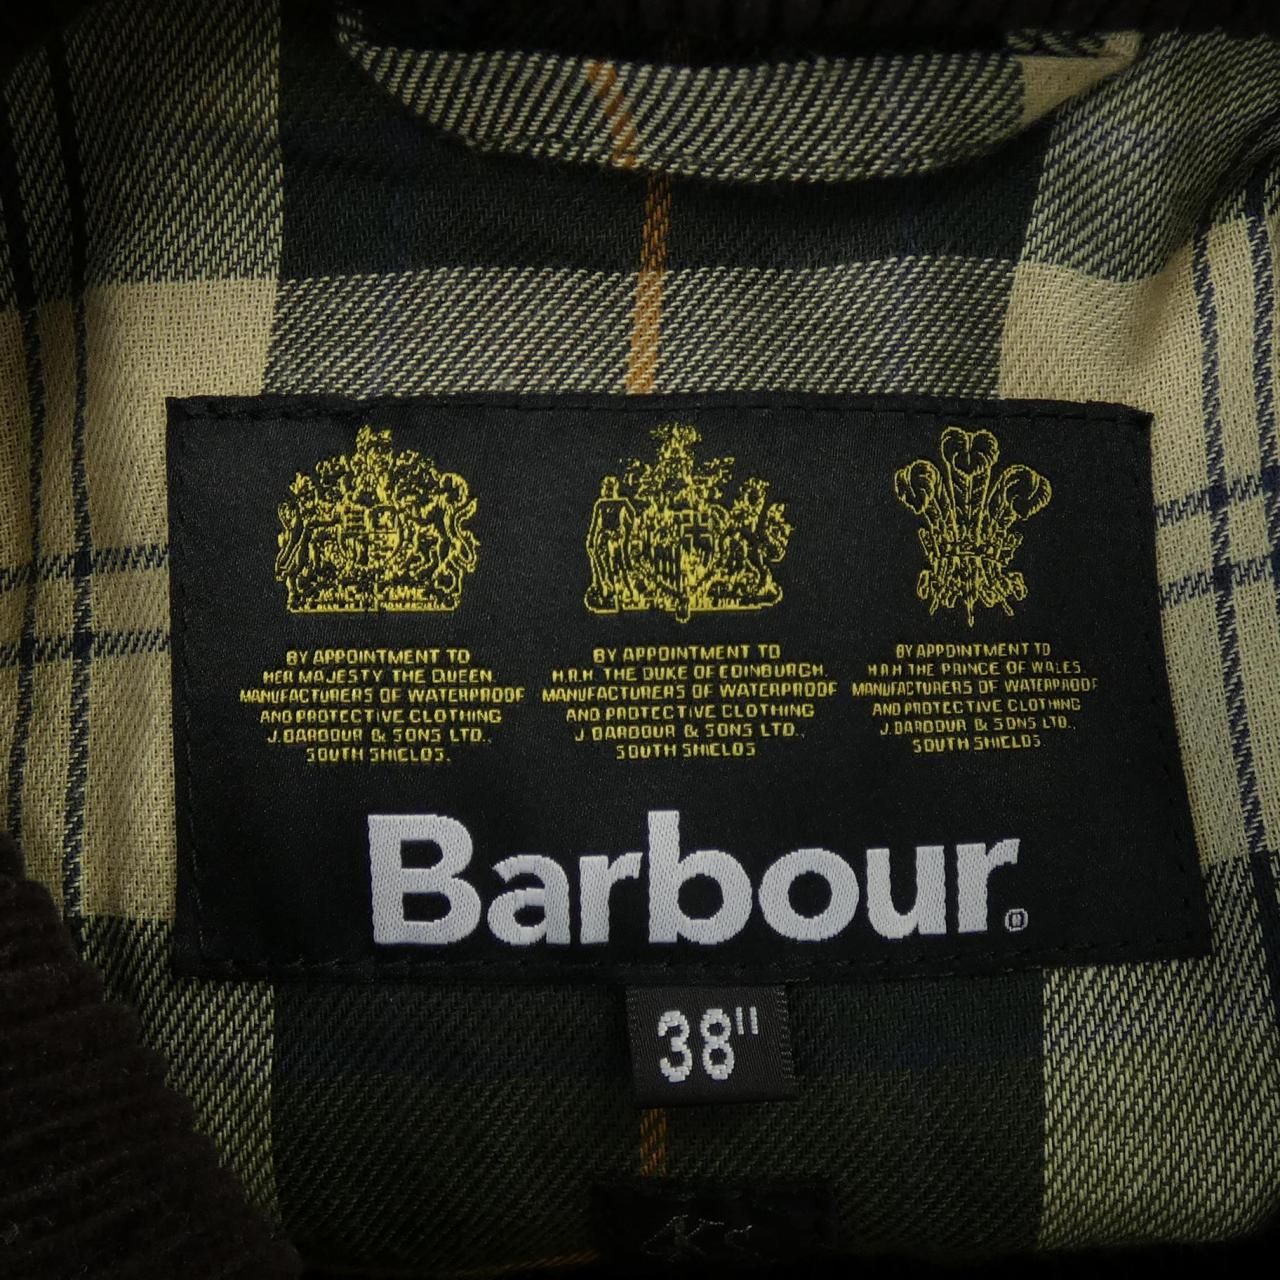 BY APPOINTMENT TO
HER MAJESTY THE QUEEN.
MANUFACTURERS OF WATERPROOF
AND PROTECTIVE CLOTHING
J. BARBOUR & SONS LTD.,
SOUTH SHIELDS.
BY APPOINTMENT TO
H.R.H. THE DUKE OF EDINBURGH.
MANUFACTURERS OF WATERPROOF
AND PROTECTIVE CLOTHING
J BARBOUR & SONS LTD.,
SOUTH SHIELDS
BY APPOINTMENT TO
H.R.H THE PRINCE OF WALES
MANUFACTURERS OF WATERPROOF
AND PROTECTIVE CLOTHING
J. BARBOUR & SONS LTD.,
SOUTH SHIELDS
Barbour®
38"